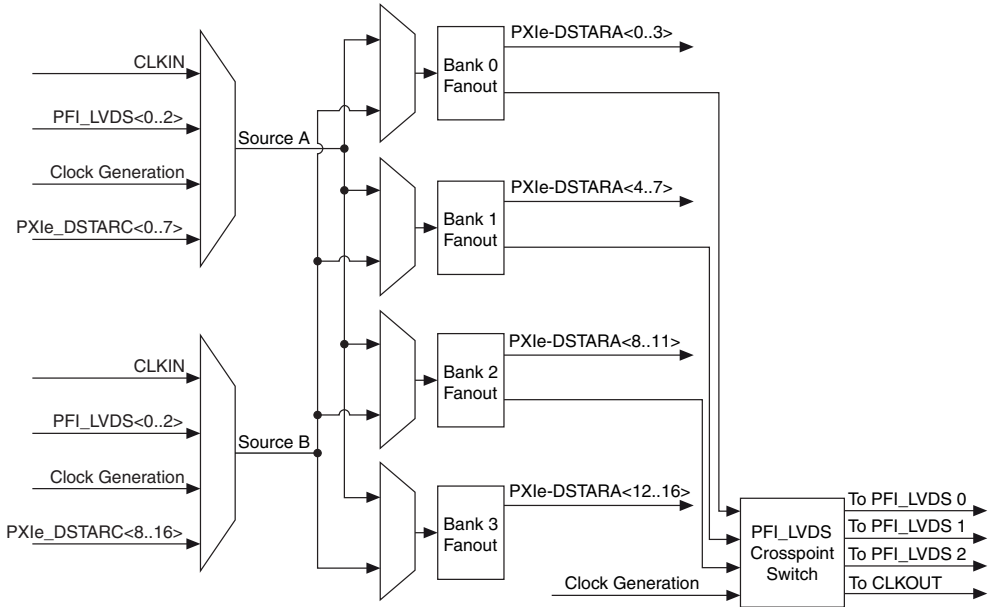 CLKIN
PFI_LVDS<0..2>
Clock Generation
PXIe_DSTARC<0..7>
Source A
CLKIN
PFI_LVDS<0..2>
Clock Generation
PXIe_DSTARC<8..16>
Source B
Bank 0
Fanout
PXIe-DSTARA<0..3>
Bank 1
Fanout
PXIe-DSTARA<4..7>
Bank 2
Fanout
PXIe-DSTARA<8..11>
Bank 3
Fanout
PXIe-DSTARA<12..16>
Clock Generation
PFI_LVDS
Crosspoint
Switch
To PFI_LVDS 0
To PFI_LVDS 1
To PFI_LVDS 2
To CLKOUT